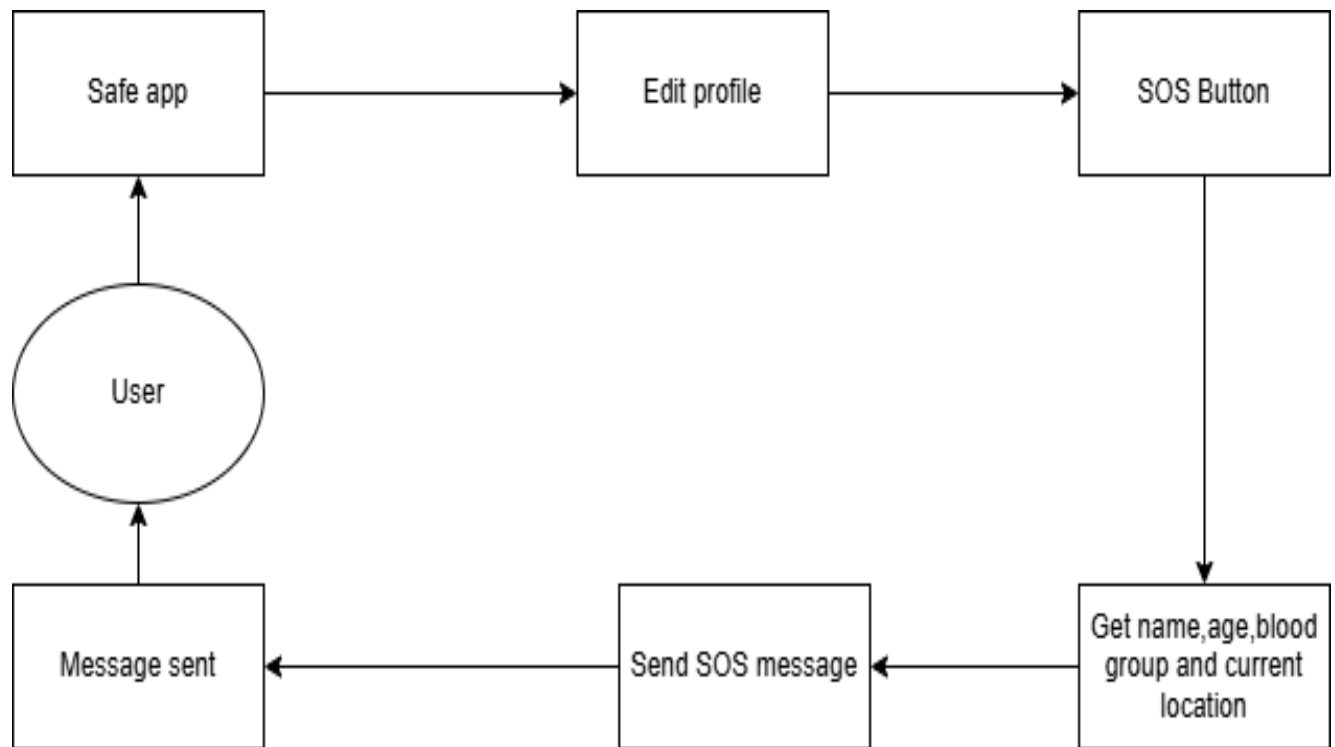 Safe app
Edit profile
SOS Button
User
Message sent
Send SOS message
Get name,age,blood
group and current
location